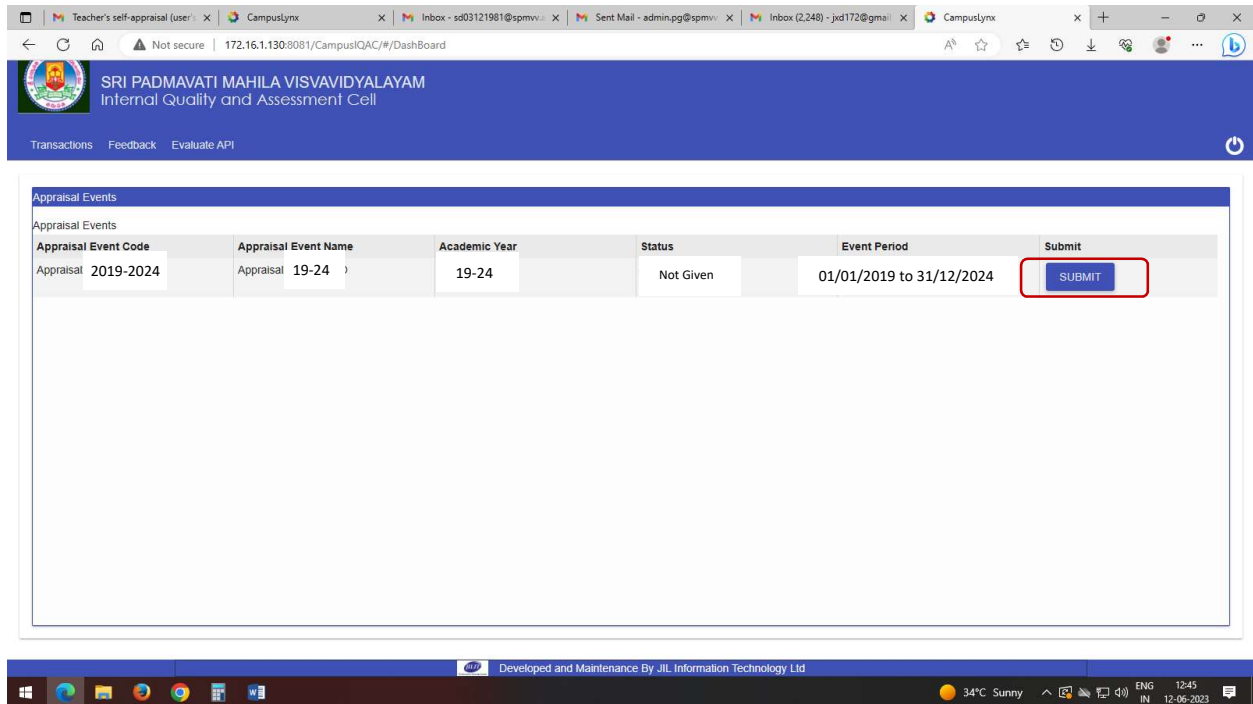 Teacher's self-appraisal (user's
CampusLynx
Inbox - sd03121981@spmvv.
Sent Mail - admin.pg@spmvv
Inbox (2,248) - jxd172@gmail
CampusLynx
Not secure | 172.16.1.130:8081/CampusIQAC/#/DashBoard
SRI PADMAVATI MAHILA VISVAVIDYALAYAM
Internal Quality and Assessment Cell
Transactions Feedback Evaluate API
Appraisal Events
Appraisal Events
Appraisal Event Code Appraisal Event Name Academic Year Status Event Period Submit
Appraisal 2019-2024 Appraisal 19-24 19-24 Not Given 01/01/2019 to 31/12/2024 SUBMIT
Developed and Maintenance By JIL Information Technology Ltd
34°C Sunny ENG 12:45
IN 12-06-2023